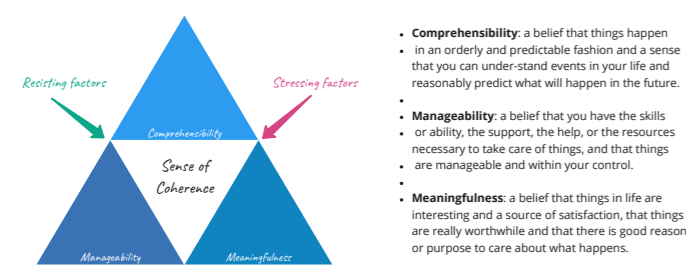 Resisting factors
Stressing factors
Comprehensibility
Sense of
Coherence
Manageability
Meaningfulness
• Comprehensibility: a belief that things happen
• in an orderly and predictable fashion and a sense
that you can under-stand events in your life and
reasonably predict what will happen in the future.
•
• Manageability: a belief that you have the skills
• or ability, the support, the help, or the resources
necessary to take care of things, and that things
• are manageable and within your control.
•
• Meaningfulness: a belief that things in life are
interesting and a source of satisfaction, that things
are really worthwhile and that there is good reason
or purpose to care about what happens.